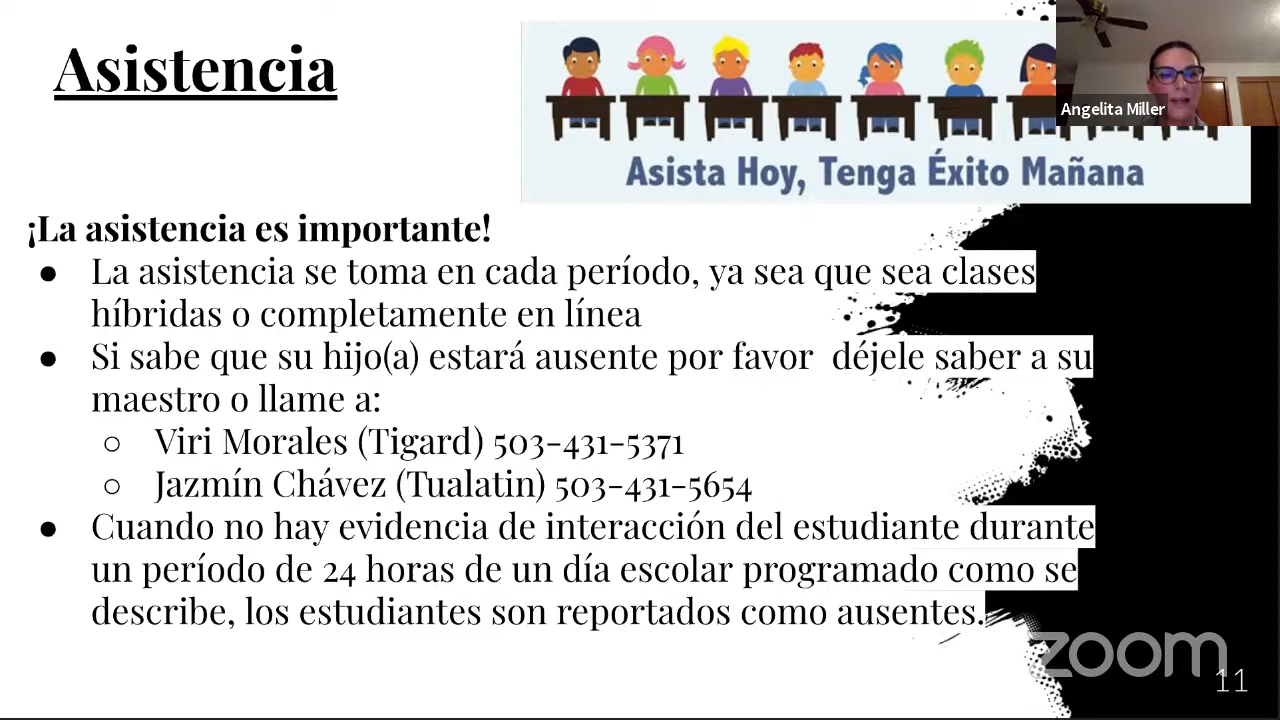 Asistencia
Angelita Miller
Asista Hoy, Tenga Éxito Mañana
¡La asistencia es importante!
● La asistencia se toma en cada período, ya sea que sea clases
híbridas o completamente en línea
● Si sabe que su hijo(a) estará ausente por favor  déjele saber a su
maestro o llame a:
○ Viri Morales (Tigard) 503-431-5371
○ Jazmín Chávez (Tualatin) 503-431-5654
● Cuando no hay evidencia de interacción del estudiante durante
un período de 24 horas de un día escolar programado como se
describe, los estudiantes son reportados como ausentes.
zoom
11